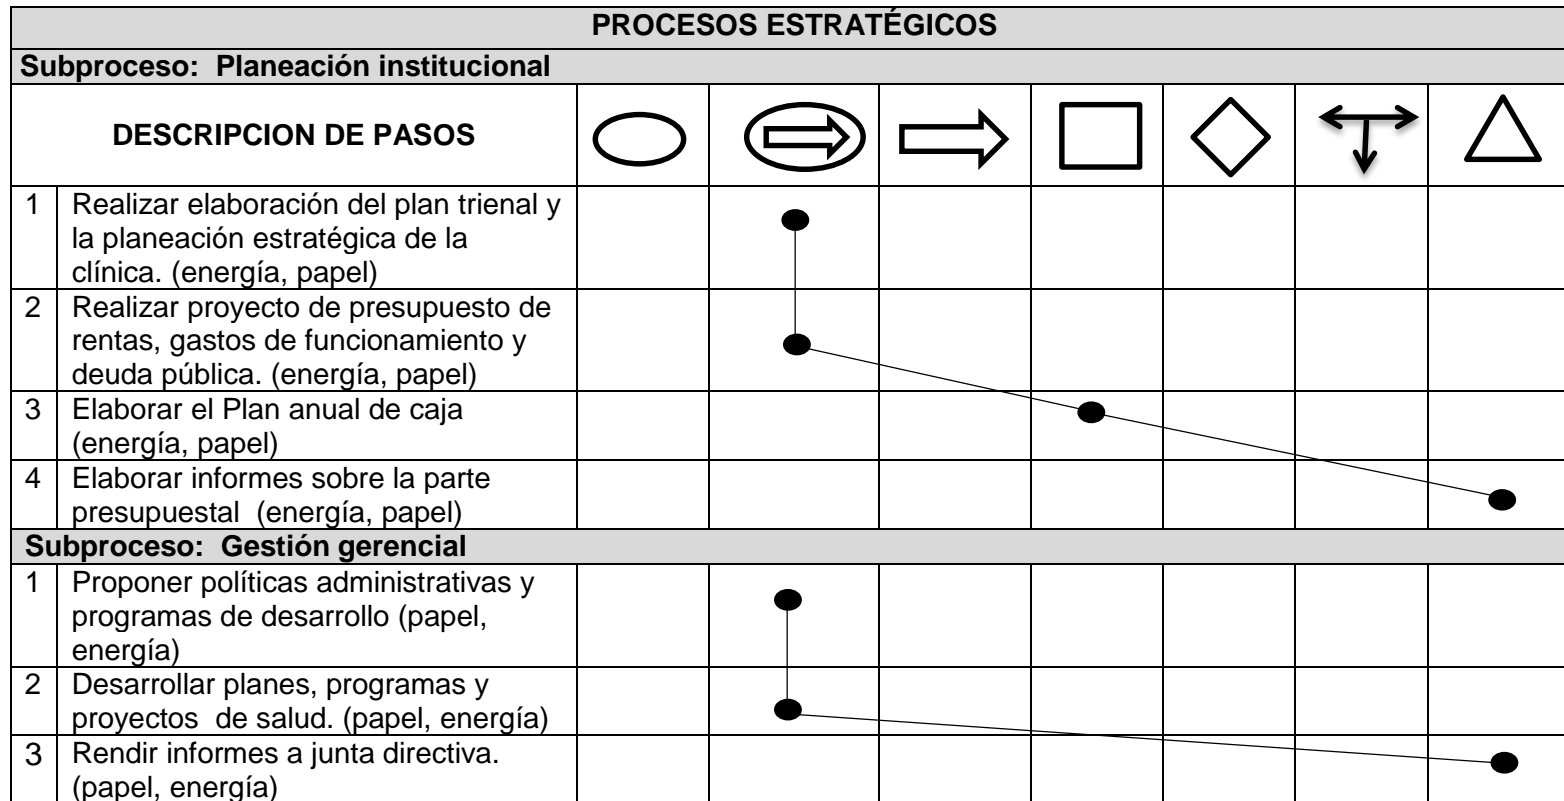 PROCESOS ESTRATÉGICOS
Subproceso: Planeación institucional
DESCRIPCION DE PASOS
1 Realizar elaboración del plan trienal y
la planeación estratégica de la
clínica. (energía, papel)
2 Realizar proyecto de presupuesto de
rentas, gastos de funcionamiento y
deuda pública. (energía, papel)
3 Elaborar el Plan anual de caja
(energía, papel)
4 Elaborar informes sobre la parte
presupuestal (energía, papel)
Subproceso: Gestión gerencial
1 Proponer políticas administrativas y
programas de desarrollo (papel,
energía)
2 Desarrollar planes, programas y
proyectos de salud. (papel, energía)
3 Rendir informes a junta directiva.
(papel, energía)